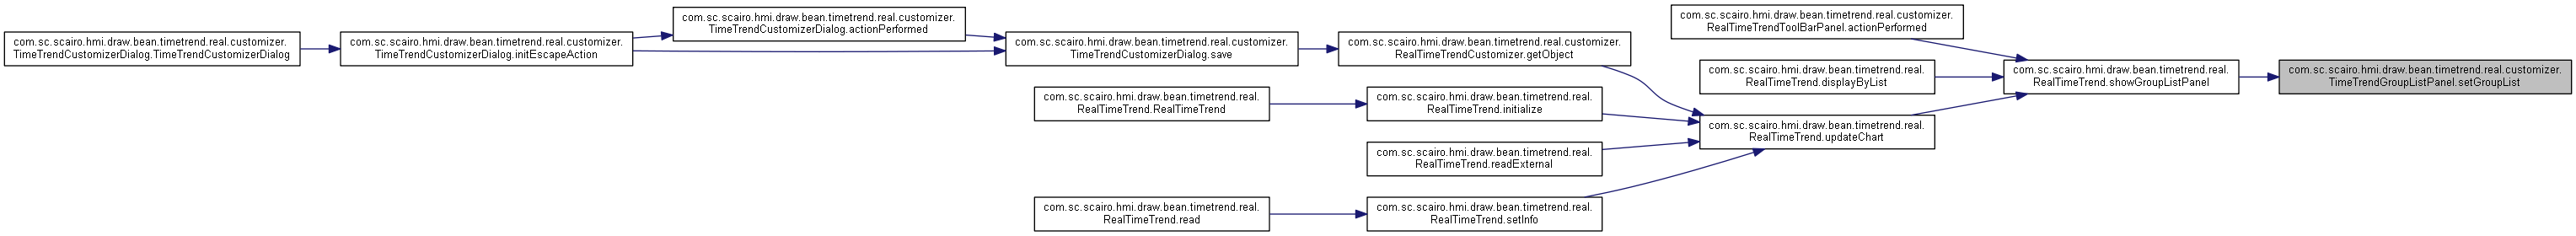 com.sc.scairo.hmi.draw.bean.timetrend.real.customizer.
TimeTrendCustomizerDialog.TimeTrendCustomizerDialog
com.sc.scairo.hmi.draw.bean.timetrend.real.customizer.
TimeTrendCustomizerDialog.initEscapeAction
com.sc.scairo.hmi.draw.bean.timetrend.real.customizer.
TimeTrendCustomizerDialog.actionPerformed
com.sc.scairo.hmi.draw.bean.timetrend.real.customizer.
TimeTrendCustomizerDialog.save
com.sc.scairo.hmi.draw.bean.timetrend.real.customizer.
RealTimeTrendCustomizer.getObject
com.sc.scairo.hmi.draw.bean.timetrend.real.
RealTimeTrend.RealTimeTrend
com.sc.scairo.hmi.draw.bean.timetrend.real.
RealTimeTrend.initialize
com.sc.scairo.hmi.draw.bean.timetrend.real.
RealTimeTrend.readExternal
com.sc.scairo.hmi.draw.bean.timetrend.real.
RealTimeTrend.read
com.sc.scairo.hmi.draw.bean.timetrend.real.
RealTimeTrend.setInfo
com.sc.scairo.hmi.draw.bean.timetrend.real.customizer.
RealTimeTrendToolBarPanel.actionPerformed
com.sc.scairo.hmi.draw.bean.timetrend.real.
RealTimeTrend.displayByList
com.sc.scairo.hmi.draw.bean.timetrend.real.
RealTimeTrend.updateChart
com.sc.scairo.hmi.draw.bean.timetrend.real.
RealTimeTrend.showGroupListPanel
com.sc.scairo.hmi.draw.bean.timetrend.real.customizer.
TimeTrendGroupListPanel.setGroupList